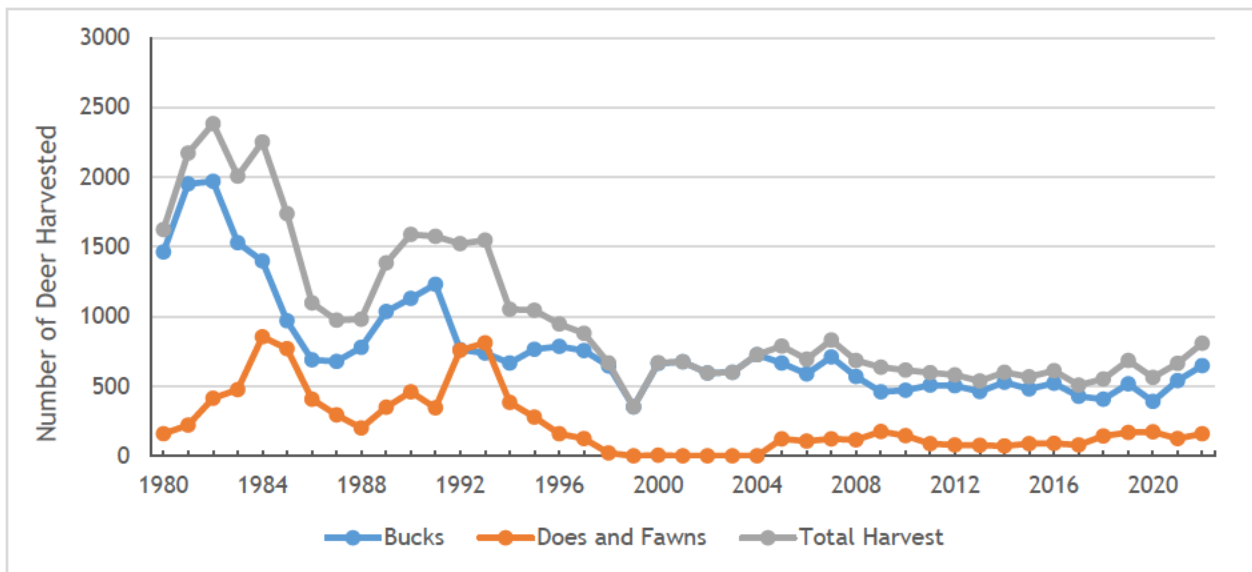 Number of Deer Harvested
3000
2500
2000
1500
1000
500
0
1980 1984 1988 1992 1996 2000 2004 2008 2012 2016 2020
Bucks Does and Fawns Total Harvest